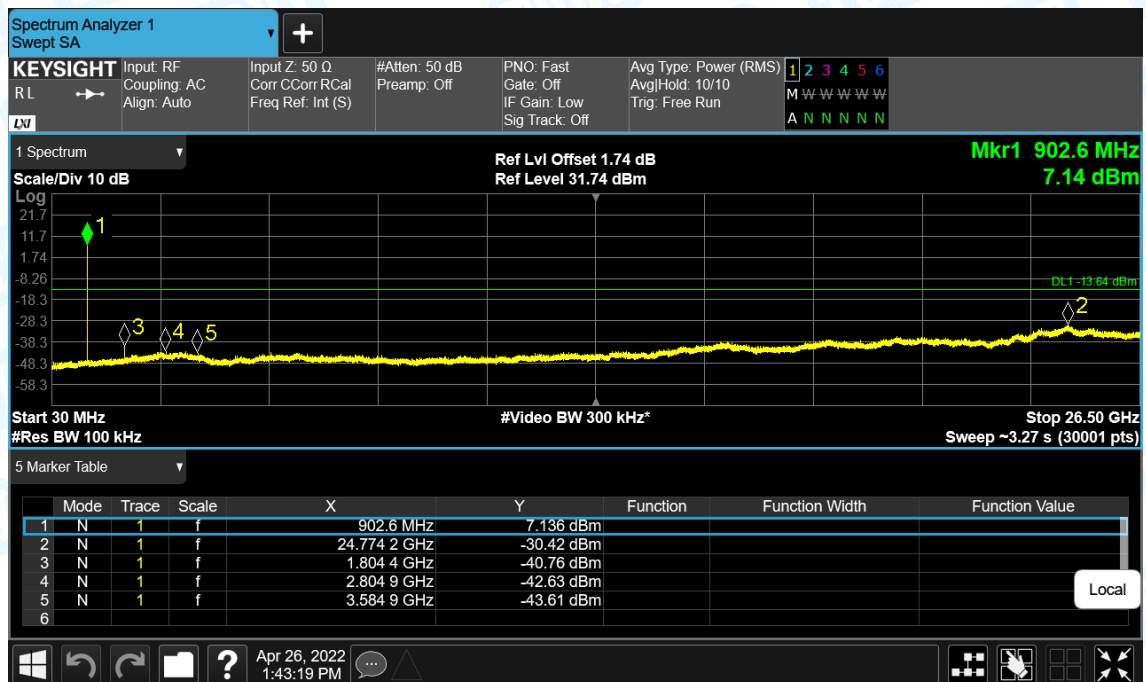 Spectrum Analyzer 1
Swept SA
+
KEYSIGHT Input: RF Input Z: 50 Ω #Atten: 50 dB PNO: Fast Avg Type: Power (RMS) 1 2 3 4 5 6
RL Coupling: AC Corr CCorr RCal Preamp: Off Gate: Off Avg|Hold: 10/10 M W W W W W W
Align: Auto Freq Ref: Int (S) IF Gain: Low Trig: Free Run
LXI Sig Track: Off A N N N N N
1 Spectrum
Ref Lvl Offset 1.74 dB
Mkr1 902.6 MHz
Scale/Div 10 dB Ref Level 31.74 dBm 7.14 dBm
Log
21.7
1
11.7
1.74
-8.26
DL1 -13.64 dBm
-18.3
2
-28.3
3 4 5
-38.3
-48.3
-58.3
Start 30 MHz #Video BW 300 kHz* Stop 26.50 GHz
#Res BW 100 kHz Sweep ~3.27 s (30001 pts)
5 Marker Table
Mode Trace Scale X Y Function Function Width Function Value
1 N 1 f 902.6 MHz 7.136 dBm
2 N 1 f 24.774 2 GHz -30.42 dBm
3 N 1 f 1.804 4 GHz -40.76 dBm
4 N 1 f 2.804 9 GHz -42.63 dBm
5 N 1 f 3.584 9 GHz -43.61 dBm
6
Local
?
Apr 26, 2022
1:43:19 PM